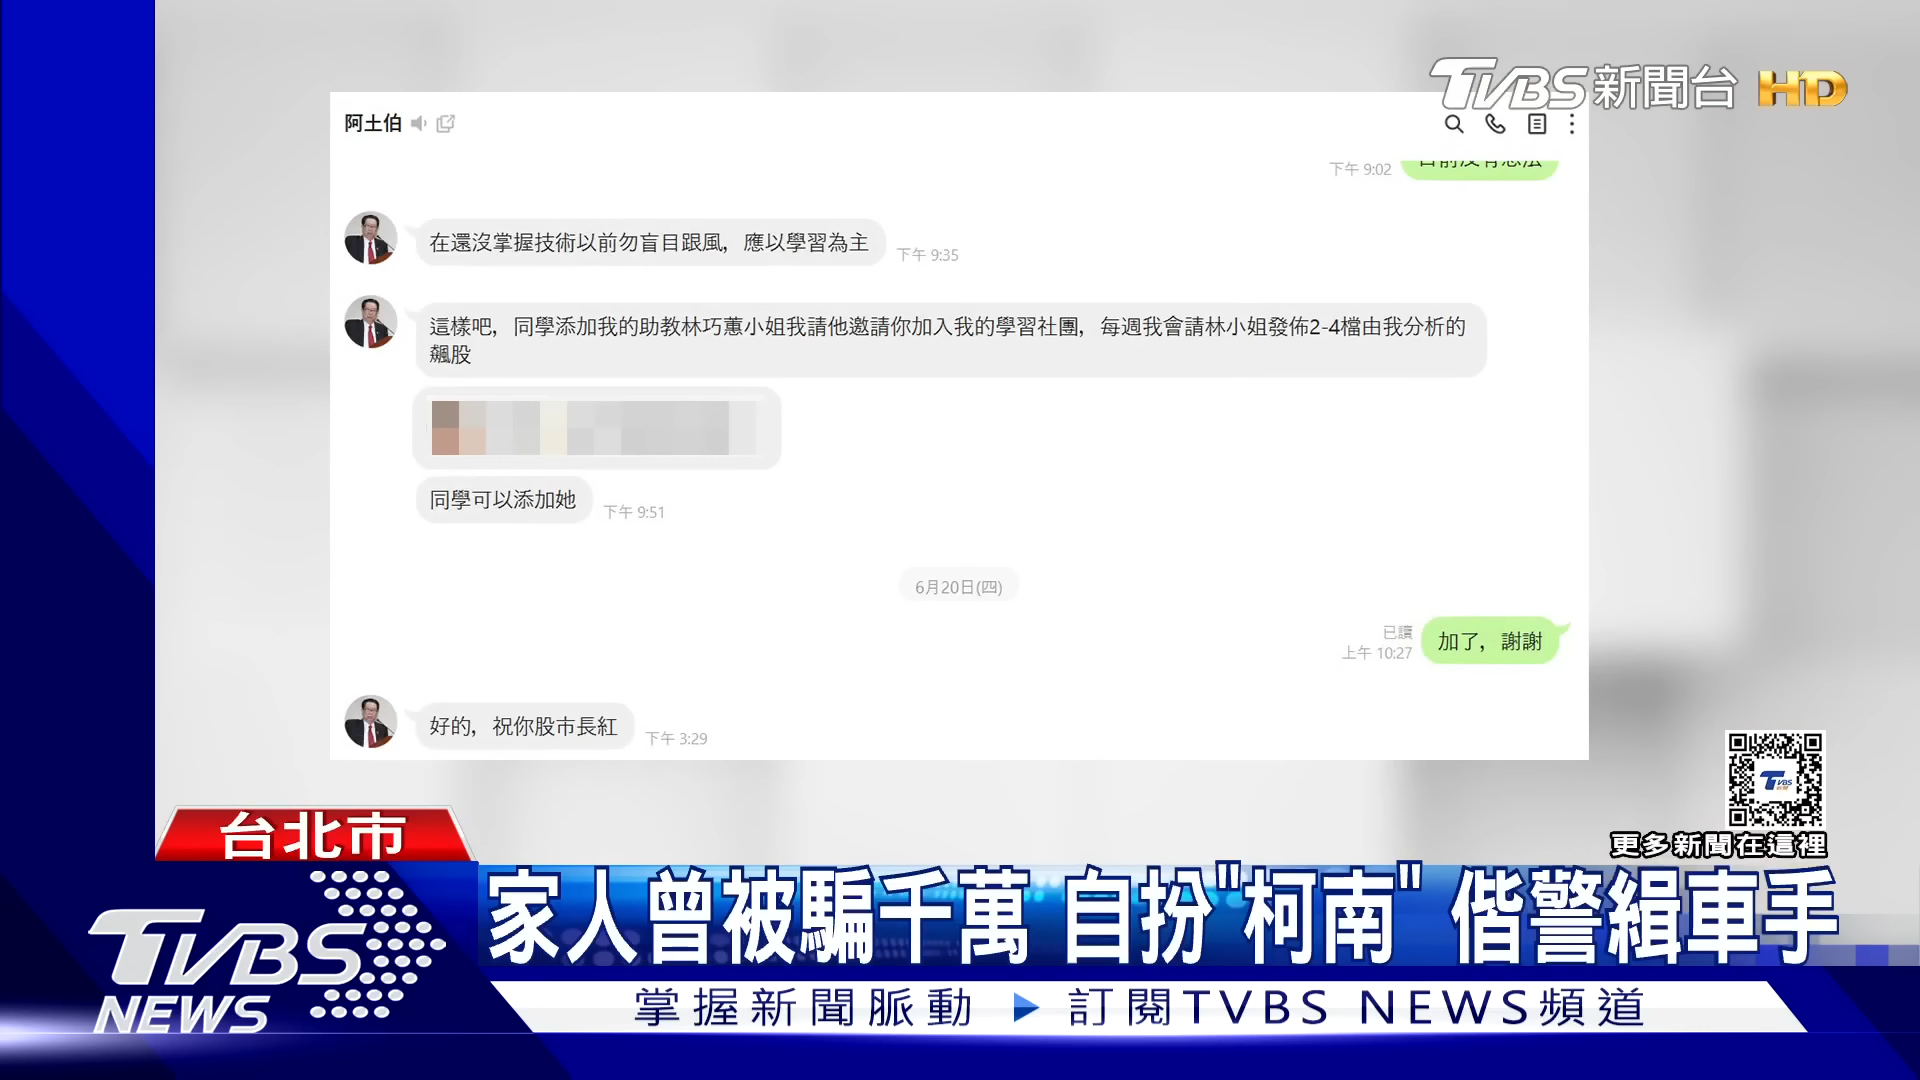 TVBS新聞台 HD
阿土伯
下午 9:02
在還沒掌握技術以前勿盲目跟風，應以學習為主
下午 9:35
這樣吧，同學添加我的助教林巧蕙小姐我請他邀請你加入我的學習社團，每週我會請林小姐發佈2-4檔由我分析的
飆股
同學可以添加她
下午 9:51
6月20日(四)
已讀
上午 10:27
加了，謝謝
好的，祝你股市長紅
下午 3:29
TVBS
新聞
更多新聞在這裡
台北市
家人曾被騙千萬 自扮"柯南" 偕警緝車手
TVBS
NEWS
掌握新聞脈動 ▶ 訂閱TVBS NEWS頻道